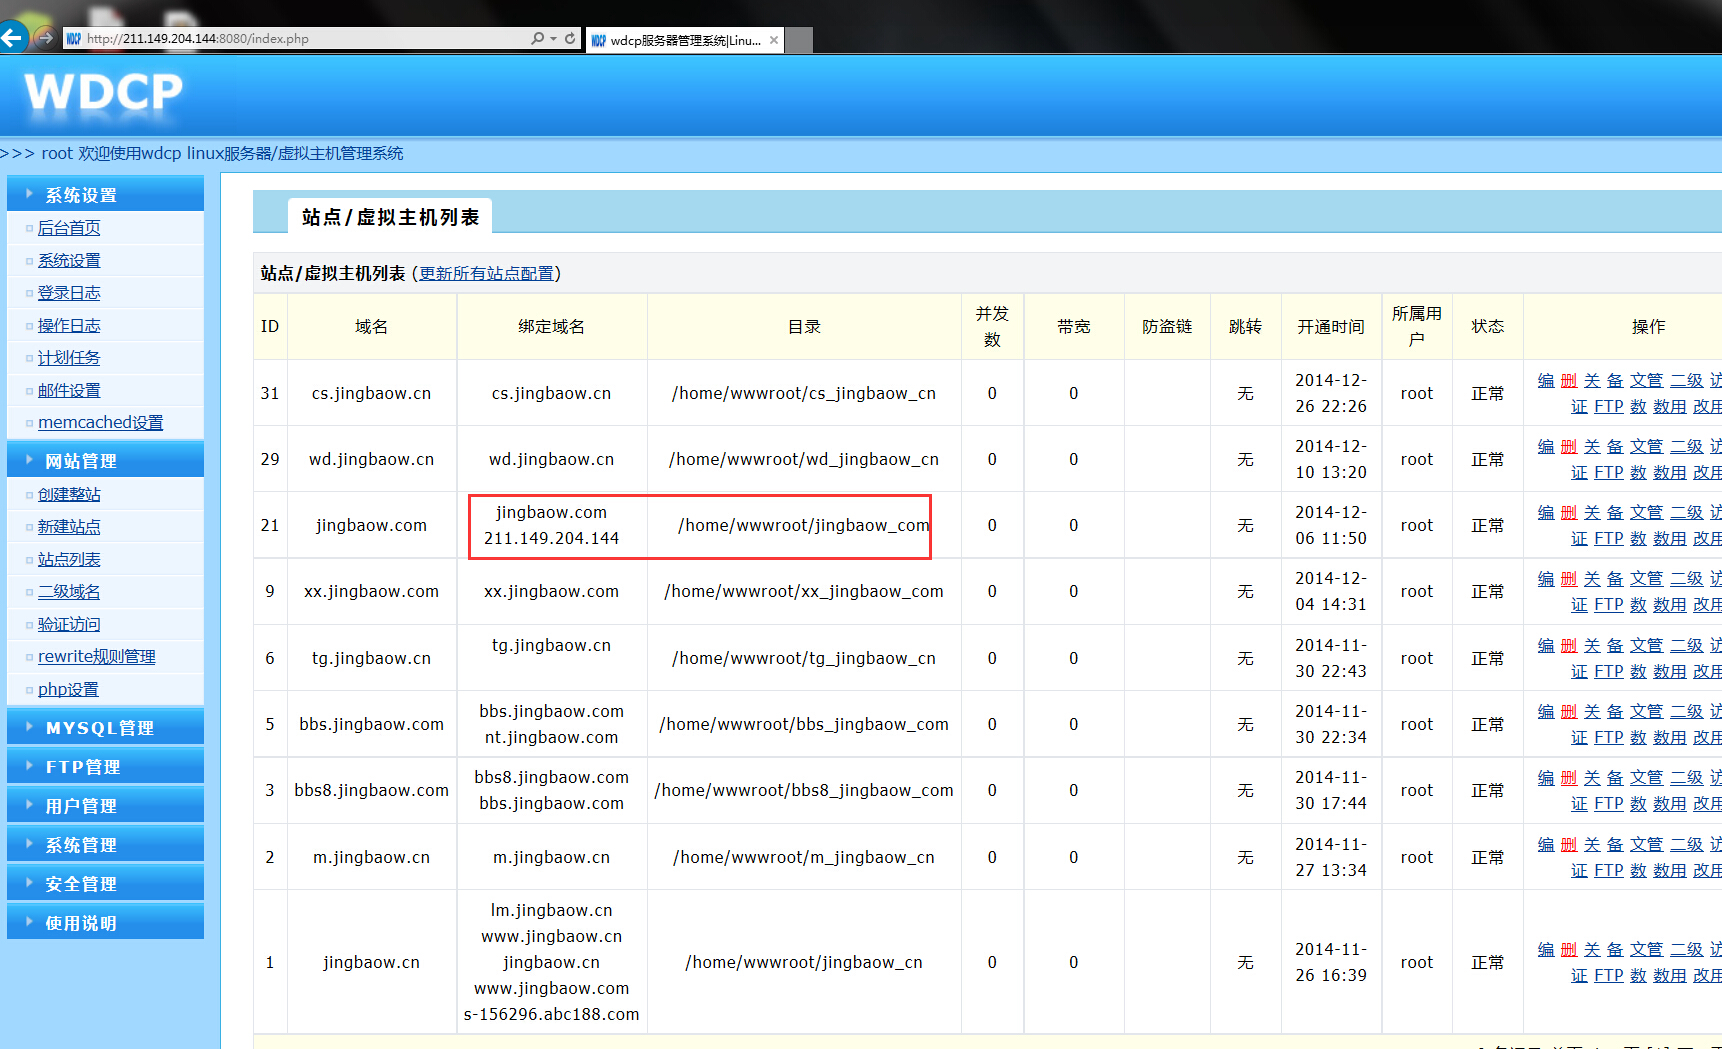 http://211.149.204.144:8080/index.php
WDCP wdcp服务器管理系统|Linu...
WDCP
>>> root 欢迎使用wdcp linux服务器/虚拟主机管理系统
系统设置
后台首页
系统设置
登录日志
操作日志
计划任务
邮件设置
memcached设置
网站管理
创建整站
新建站点
站点列表
二级域名
验证访问
rewrite规则管理
php设置
MYSQL管理
FTP管理
用户管理
系统管理
安全管理
使用说明
站点/虚拟主机列表
站点/虚拟主机列表 (更新所有站点配置)
ID 域名 绑定域名 目录 并发数 带宽 防盗链 跳转 开通时间 所属用户 状态 操作
31 cs.jingbaow.cn cs.jingbaow.cn /home/wwwroot/cs_jingbaow_cn 0 0 无 2014-12-26 22:26 root 正常 编 删 关 备 文管 二级 访
证 FTP 数 数用 改用
29 wd.jingbaow.cn wd.jingbaow.cn /home/wwwroot/wd_jingbaow_cn 0 0 无 2014-12-10 13:20 root 正常 编 删 关 备 文管 二级 访
证 FTP 数 数用 改用
21 jingbaow.com jingbaow.com 211.149.204.144 /home/wwwroot/jingbaow_com 0 0 无 2014-12-06 11:50 root 正常 编 删 关 备 文管 二级 访
证 FTP 数 数用 改用
9 xx.jingbaow.com xx.jingbaow.com /home/wwwroot/xx_jingbaow_com 0 0 无 2014-12-04 14:31 root 正常 编 删 关 备 文管 二级 访
证 FTP 数 数用 改用
6 tg.jingbaow.cn tg.jingbaow.cn /home/wwwroot/tg_jingbaow_cn 0 0 无 2014-11-30 22:43 root 正常 编 删 关 备 文管 二级 访
证 FTP 数 数用 改用
5 bbs.jingbaow.com bbs.jingbaow.com nt.jingbaow.com /home/wwwroot/bbs_jingbaow_com 0 0 无 2014-11-30 22:34 root 正常 编 删 关 备 文管 二级 访
证 FTP 数 数用 改用
3 bbs8.jingbaow.com bbs8.jingbaow.com bbs.jingbaow.com /home/wwwroot/bbs8_jingbaow_com 0 0 无 2014-11-30 17:44 root 正常 编 删 关 备 文管 二级 访
证 FTP 数 数用 改用
2 m.jingbaow.cn m.jingbaow.cn /home/wwwroot/m_jingbaow_cn 0 0 无 2014-11-27 13:34 root 正常 编 删 关 备 文管 二级 访
证 FTP 数 数用 改用
1 jingbaow.cn lm.jingbaow.cn www.jingbaow.cn jingbaow.cn www.jingbaow.com s-156296.abc188.com /home/wwwroot/jingbaow_cn 0 0 无 2014-11-26 16:39 root 正常 编 删 关 备 文管 二级 访
证 FTP 数 数用 改用